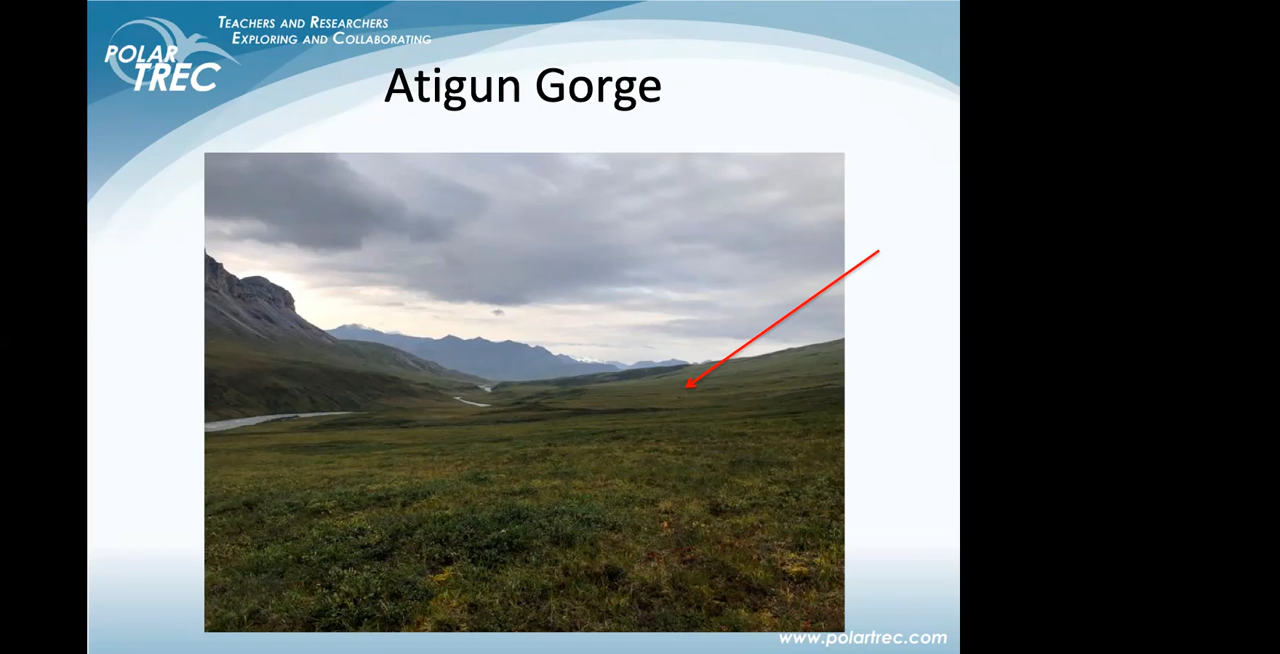 TEACHERS AND RESEARCHERS
EXPLORING AND COLLABORATING
POLAR
TREC
Atigun Gorge
www.polartrec.com